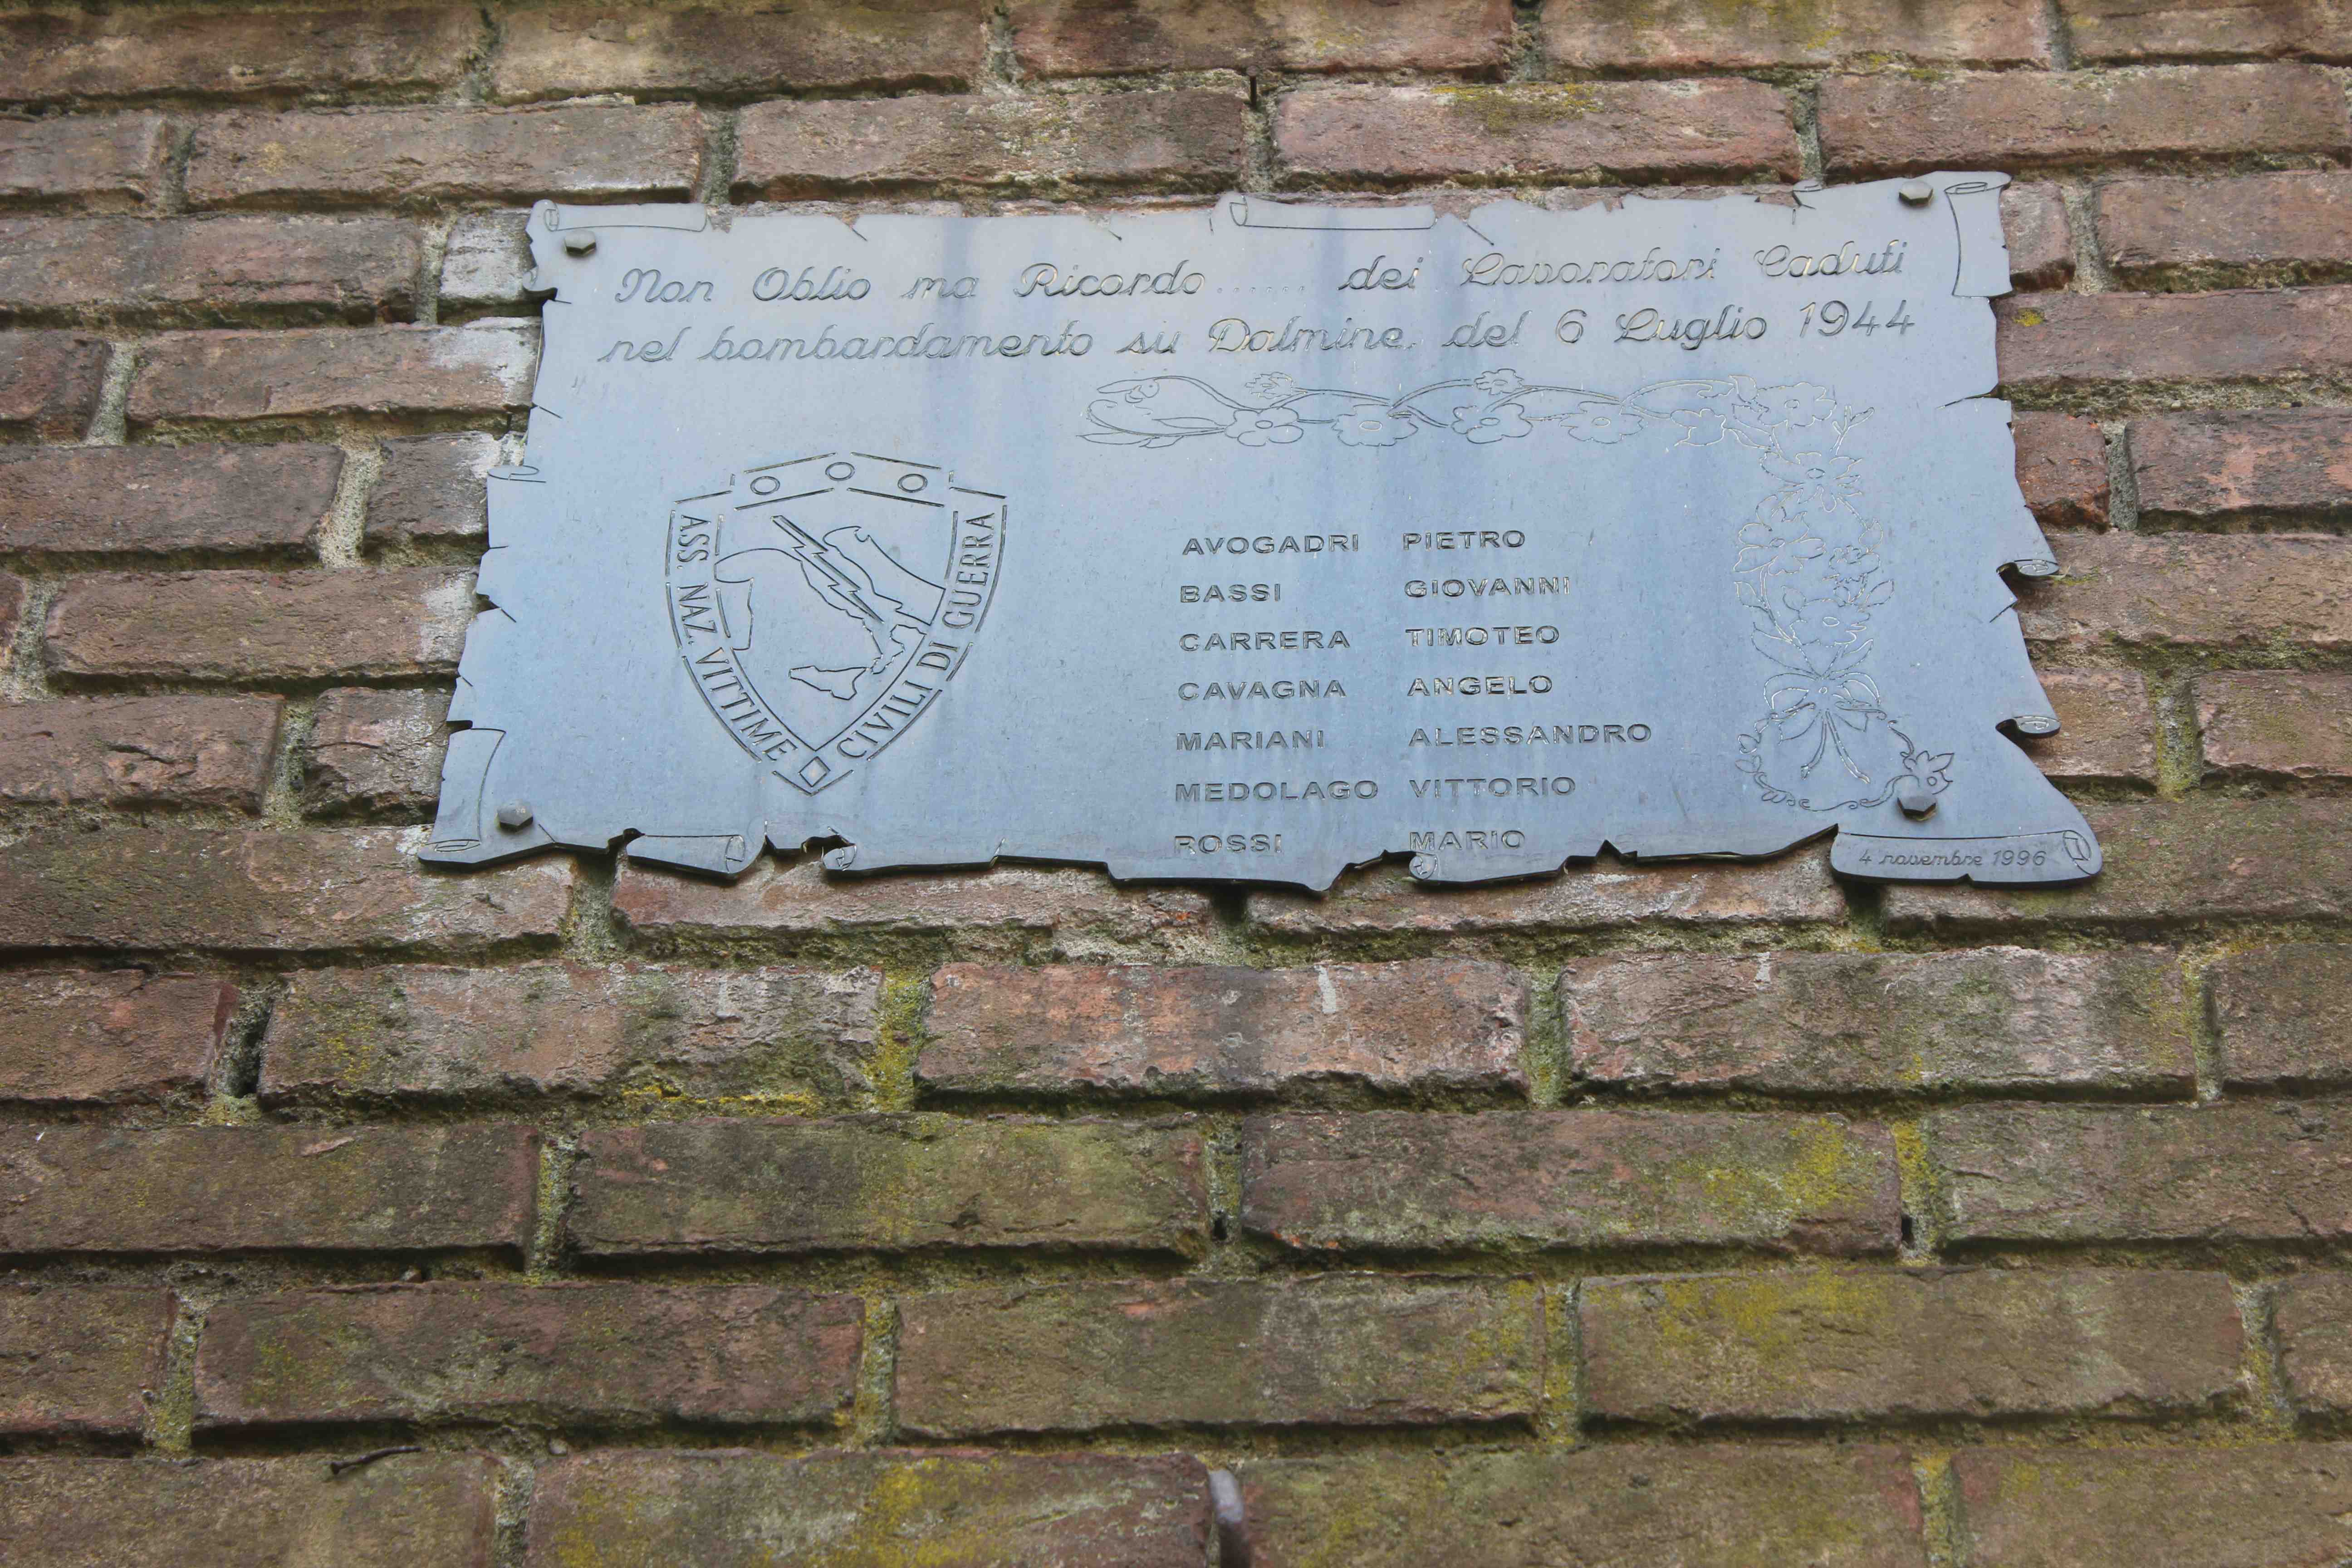 Non Oblio ma Ricordo...... dei Lavoratori Caduti
nel bombardamento su Dalmine. del 6 Luglio 1944
ASS. NAZ. VITTIME CIVILI DI GUERRA
AVOGADRI PIETRO
BASSI GIOVANNI
CARRERA TIMOTEO
CAVAGNA ANGELO
MARIANI ALESSANDRO
MEDOLAGO VITTORIO
ROSSI MARIO
4 novembre 1996